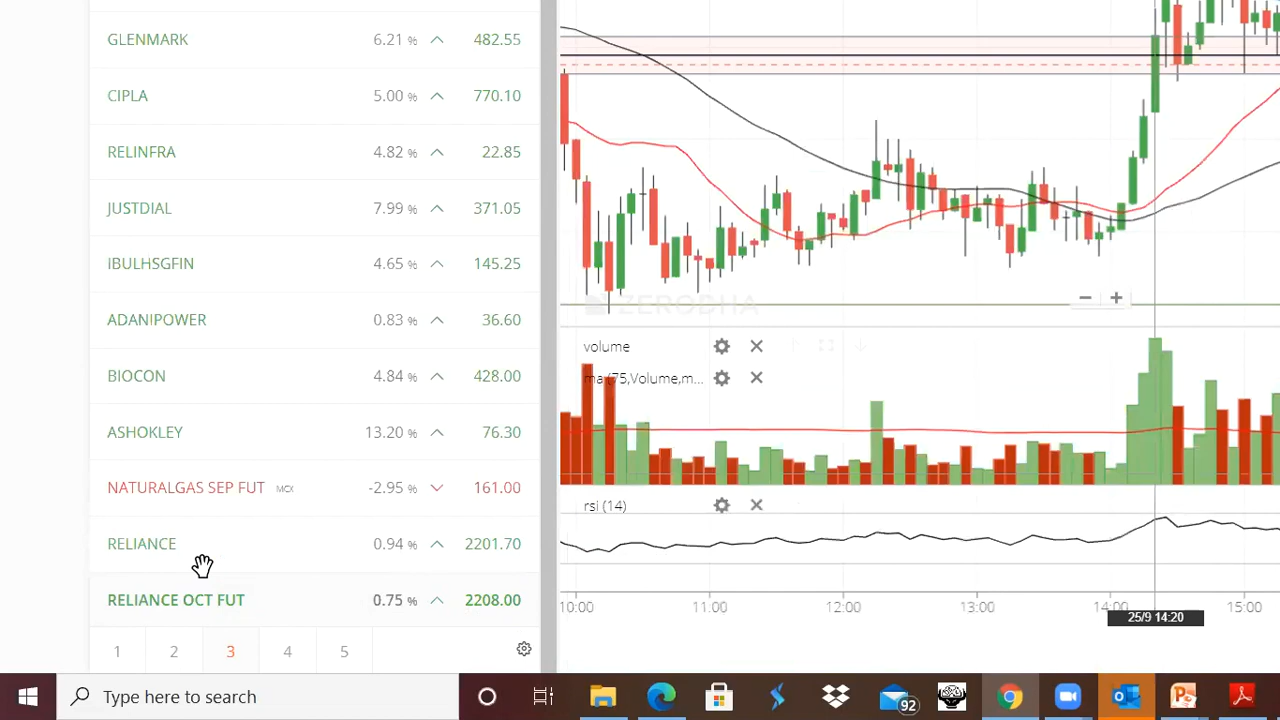 GLENMARK 6.21 % 482.55
CIPLA 5.00 % 770.10
RELINFRA 4.82 % 22.85
JUSTDIAL 7.99 % 371.05
IBULHSGFIN 4.65 % 145.25
ADANIPOWER 0.83 % 36.60
BIOCON 4.84 % 428.00
ASHOKLEY 13.20 % 76.30
NATURALGAS SEP FUT MCX -2.95 % 161.00
RELIANCE 0.94 % 2201.70
RELIANCE OCT FUT 0.75 % 2208.00
1 2 3 4 5
ZERODHA
volume
ma (75,Volume,m...
rsi (14)
10:00 11:00 12:00 13:00 14:00 15:00
25/9 14:20
Type here to search
92